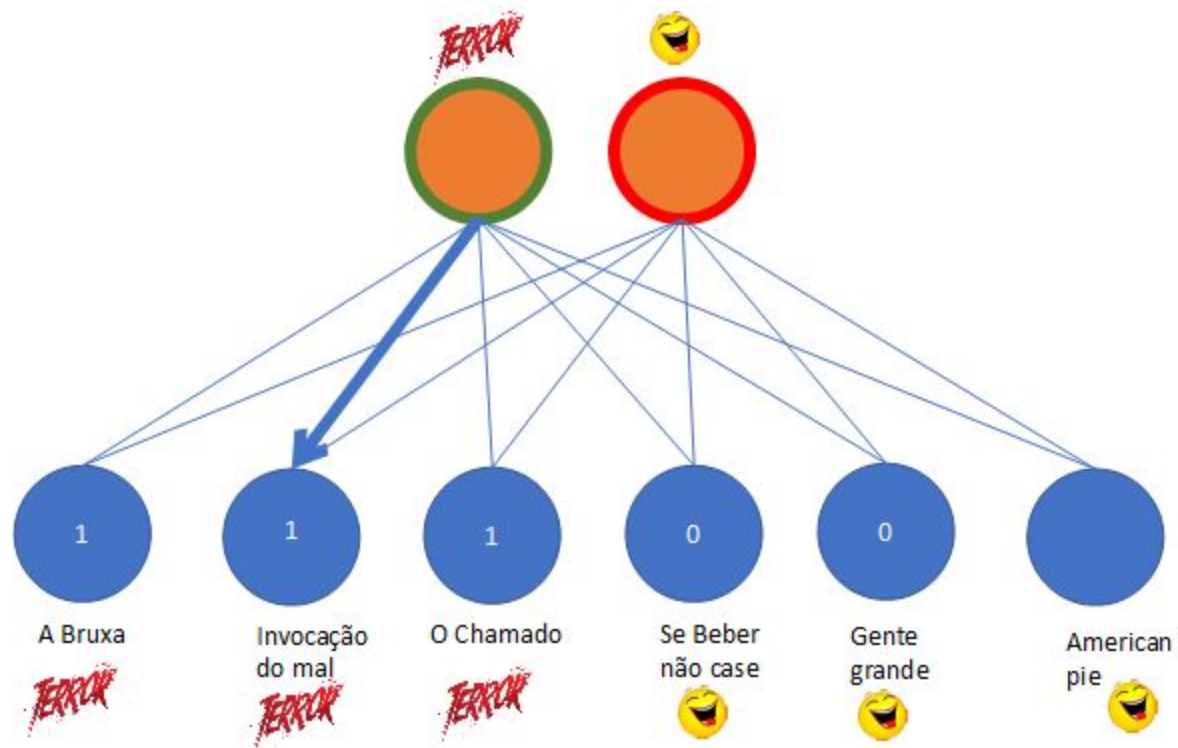 TERROR
1
1
1
0
0
A Bruxa
Invocação
do mal
O Chamado
Se Beber
não case
Gente
grande
American
pie
TERROR
TERROR
TERROR